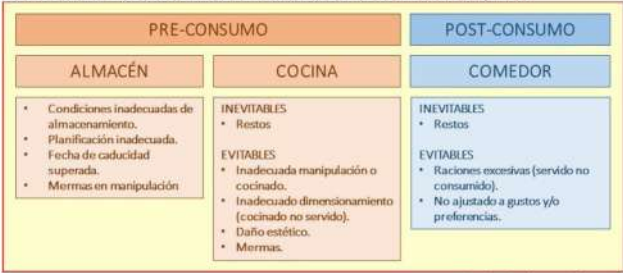 PRE-CONSUMO
POST-CONSUMO
ALMACÉN
COCINA
COMEDOR
• Condiciones inadecuadas de
almacenamiento.
• Planificación inadecuada.
• Fecha de caducidad
superada.
• Mermas en manipulación
INEVITABLES
• Restos
EVITABLES
• Inadecuada manipulación o
cocinado.
• Inadecuado dimensionamiento
(cocinado no servido).
• Daño estético.
• Mermas.
INEVITABLES
• Restos
EVITABLES
• Raciones excesivas (servido no
consumido).
• No ajustado a gustos y/o
preferencias.